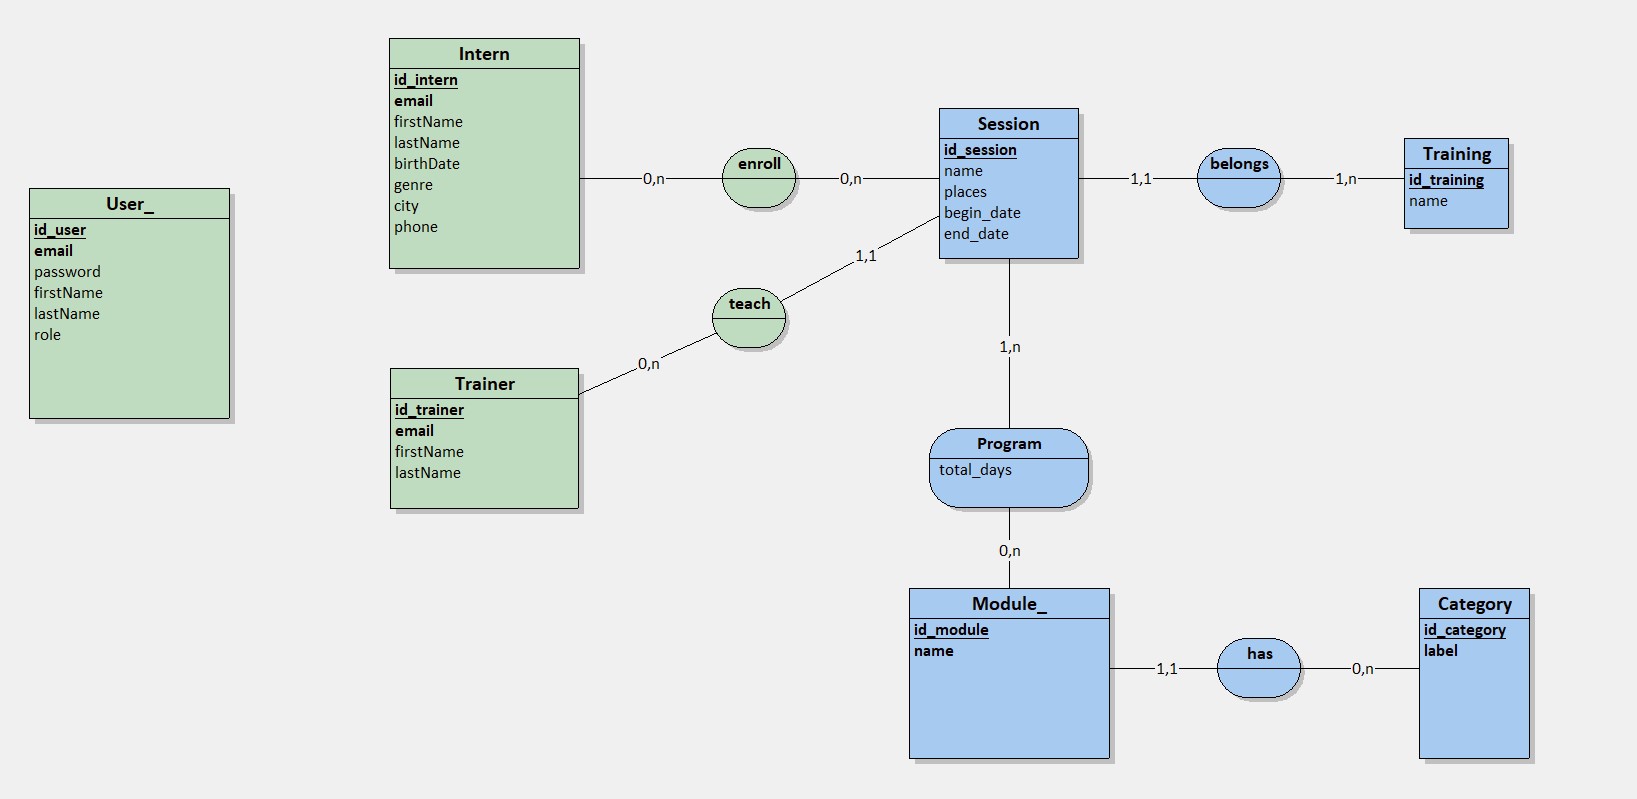 User_
id_user
email
password
firstName
lastName
role
Intern
id_intern
email
firstName
lastName
birthDate
genre
city
phone
0,n
enroll
0,n
Session
id_session
name
places
begin_date
end_date
1,1
belongs
1,n
Training
id_training
name
1,1
teach
0,n
Trainer
id_trainer
email
firstName
lastName
1,n
Program
total_days
0,n
Module_
id_module
name
1,1
has
0,n
Category
id_category
label